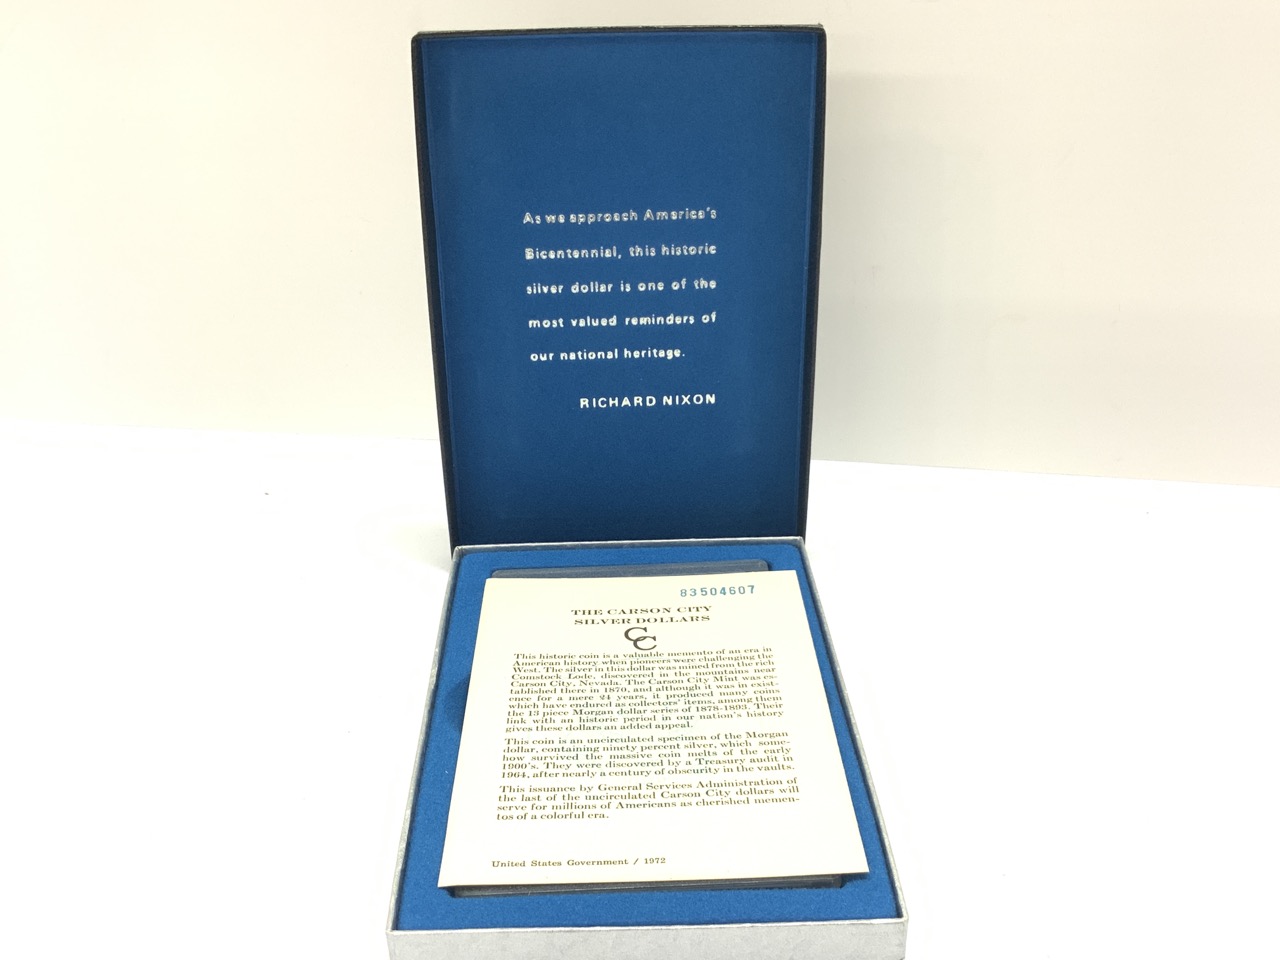 As we approach America's
Bicentennial, this historic
silver dollar is one of the
most valued reminders of
our national heritage.
RICHARD NIXON
83504607
THE CARSON CITY
SILVER DOLLARS
CC
This historic coin is a valuable memento of an era in
American history when pioneers were challenging the
West. The silver in this dollar was mined from the rich
Comstock Lode, discovered in the mountains near
Carson City, Nevada. The Carson City Mint was es-
tablished there in 1870, and although it was in exist-
ence for a mere 24 years, it produced many coins
which have endured as collectors' items, among them
the 13 piece Morgan dollar series of 1878-1893. Their
link with an historic period in our nation's history
gives these dollars an added appeal.
This coin is an uncirculated specimen of the Morgan
dollar, containing ninety percent silver, which some-
how survived the massive coin melts of the early
1900's. They were discovered by a Treasury audit in
1964, after nearly a century of obscurity in the vaults.
This issuance by General Services Administration of
the last of the uncirculated Carson City dollars will
serve for millions of Americans as cherished memen-
tos of a colorful era.
United States Government / 1972